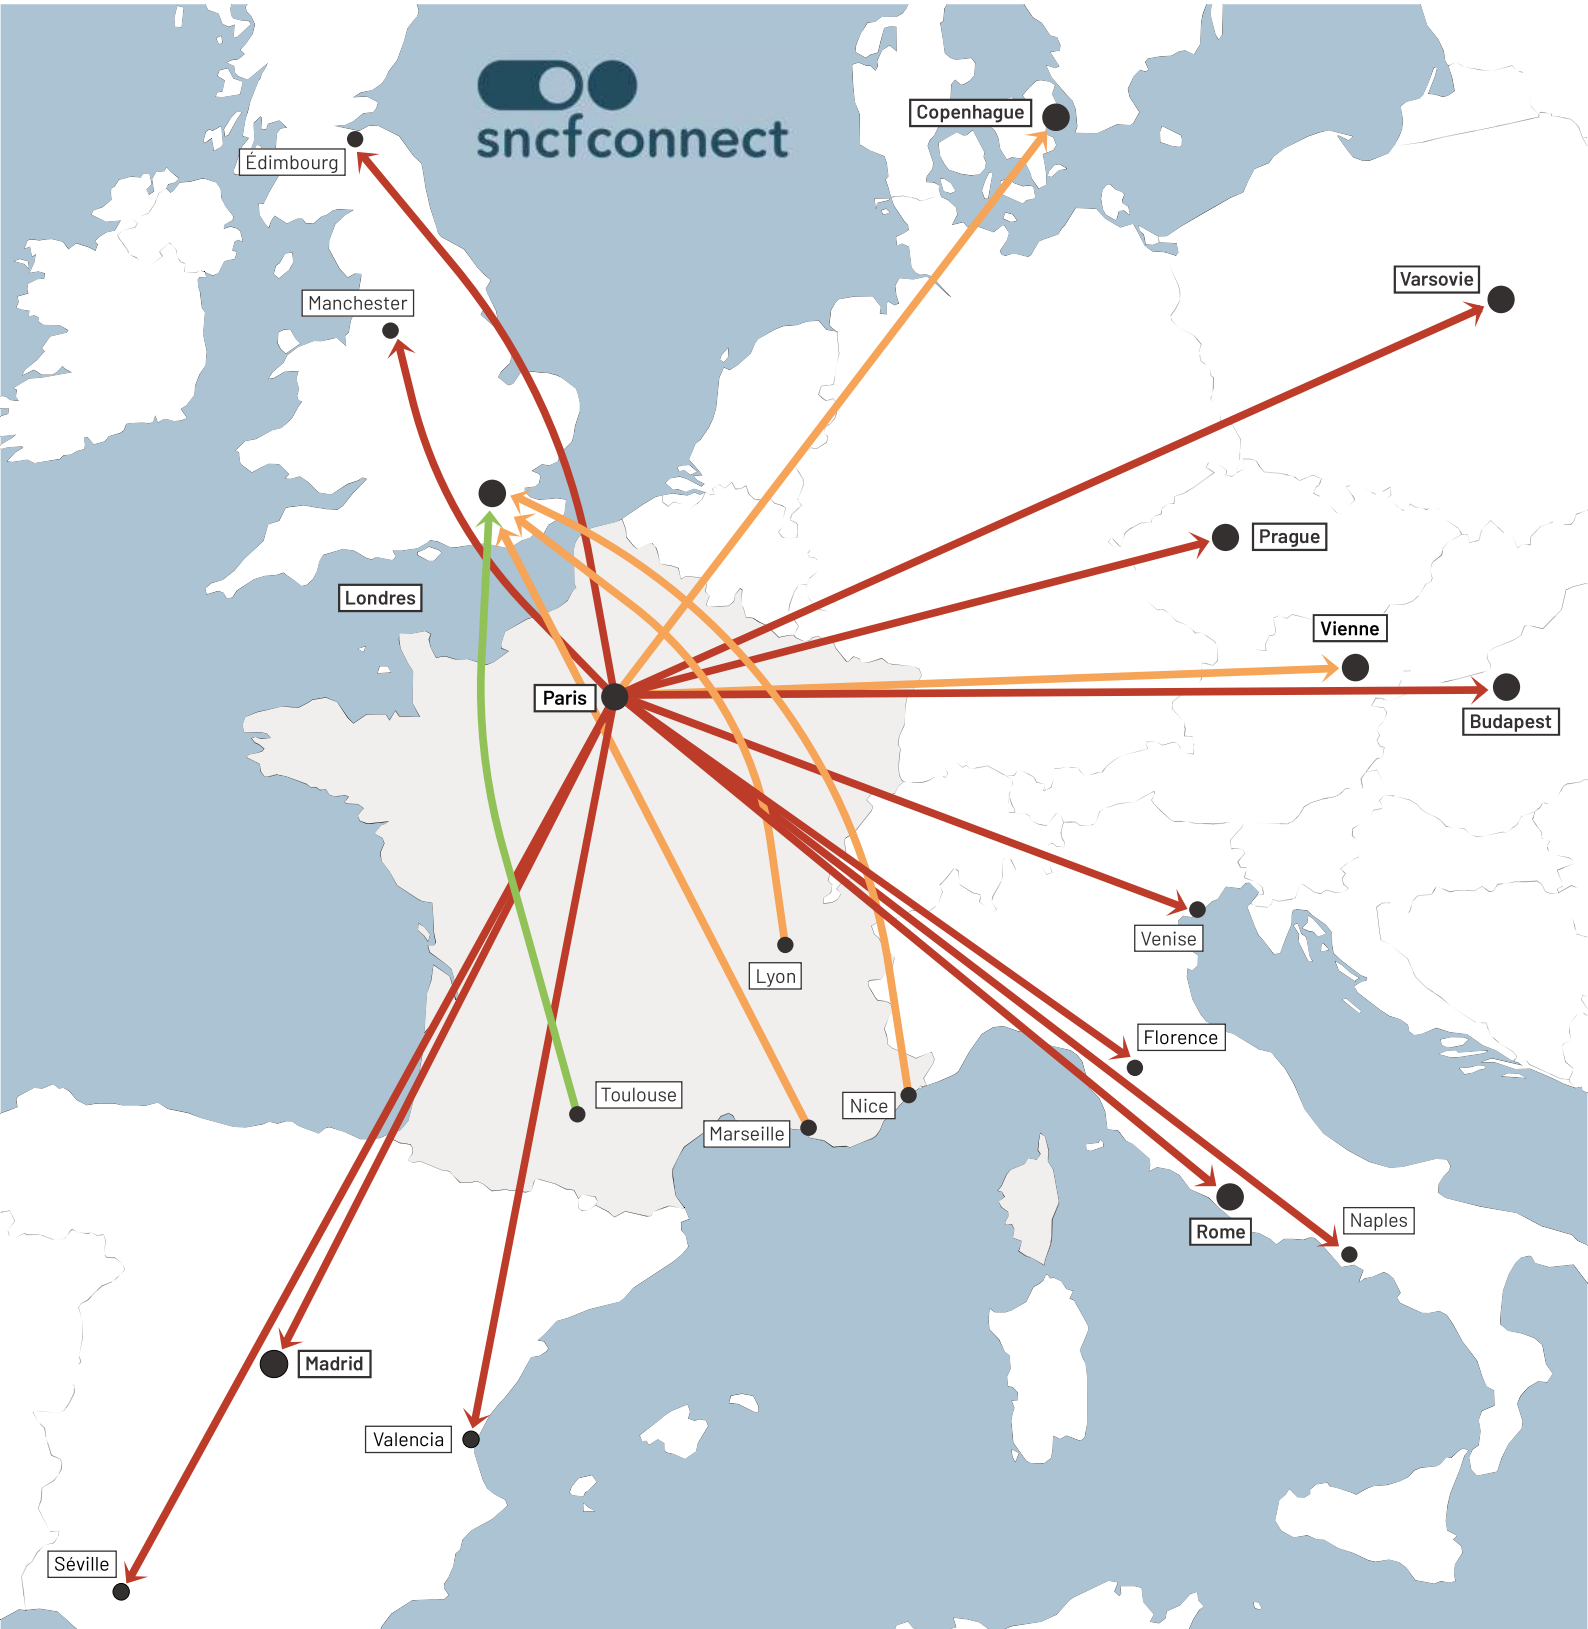 sncfconnect
Copenhague
Édimbourg
Varsovie
Manchester
Prague
Londres
Vienne
Paris
Budapest
Venise
Lyon
Florence
Toulouse
Nice
Marseille
Naples
Rome
Madrid
Valencia
Séville